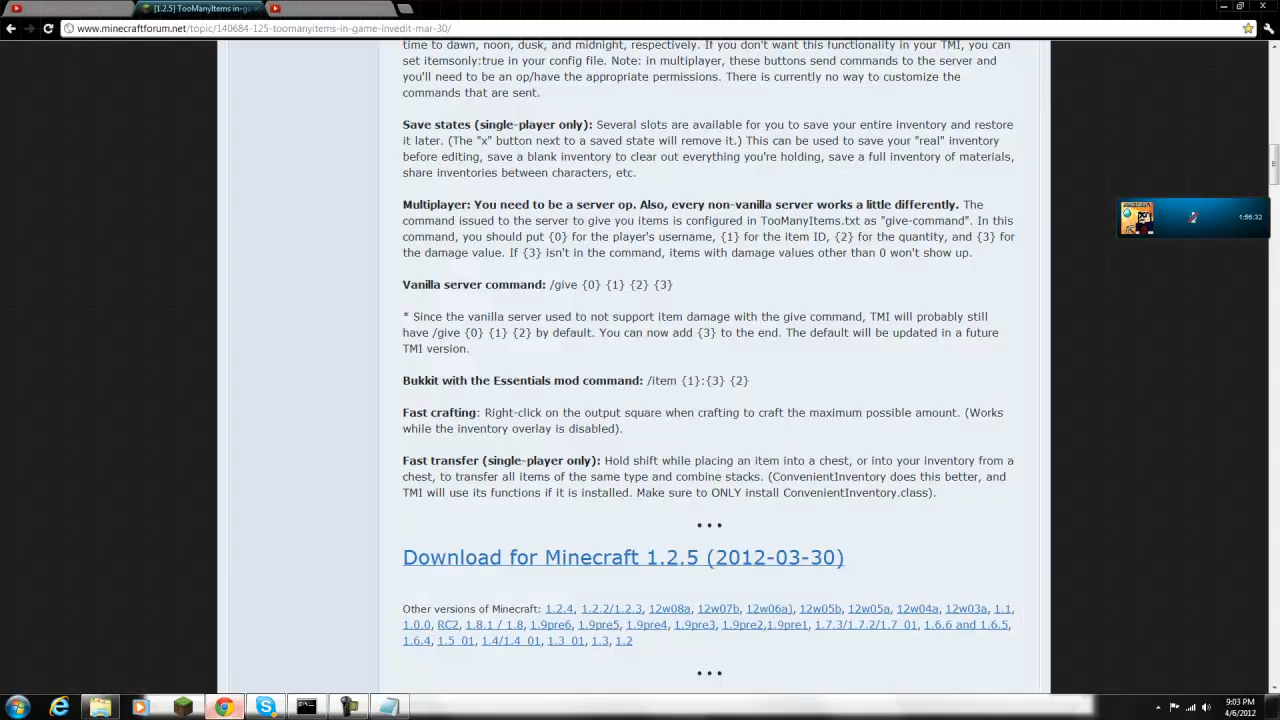 [1.2.5] TooManyItems in-ga
www.minecraftforum.net/topic/140684-125-toomanyitems-in-game-invedit-mar-30/
time to dawn, noon, dusk, and midnight, respectively. If you don't want this functionality in your TMI, you can
set itemsonly:true in your config file. Note: in multiplayer, these buttons send commands to the server and
you'll need to be an op/have the appropriate permissions. There is currently no way to customize the
commands that are sent.
Save states (single-player only): Several slots are available for you to save your entire inventory and restore
it later. (The "x" button next to a saved state will remove it.) This can be used to save your "real" inventory
before editing, save a blank inventory to clear out everything you're holding, save a full inventory of materials,
share inventories between characters, etc.
Multiplayer: You need to be a server op. Also, every non-vanilla server works a little differently. The
command issued to the server to give you items is configured in TooManyItems.txt as "give-command". In this
command, you should put {0} for the player's username, {1} for the item ID, {2} for the quantity, and {3} for
the damage value. If {3} isn't in the command, items with damage values other than 0 won't show up.
1:56:32
Vanilla server command: /give {0} {1} {2} {3}
* Since the vanilla server used to not support item damage with the give command, TMI will probably still
have /give {0} {1} {2} by default. You can now add {3} to the end. The default will be updated in a future
TMI version.
Bukkit with the Essentials mod command: /item {1}:{3} {2}
Fast crafting: Right-click on the output square when crafting to craft the maximum possible amount. (Works
while the inventory overlay is disabled).
Fast transfer (single-player only): Hold shift while placing an item into a chest, or into your inventory from a
chest, to transfer all items of the same type and combine stacks. (ConvenientInventory does this better, and
TMI will use its functions if it is installed. Make sure to ONLY install ConvenientInventory.class).
• • •
Download for Minecraft 1.2.5 (2012-03-30)
Other versions of Minecraft: 1.2.4, 1.2.2/1.2.3, 12w08a, 12w07b, 12w06a), 12w05b, 12w05a, 12w04a, 12w03a, 1.1,
1.0.0, RC2, 1.8.1 / 1.8, 1.9pre6, 1.9pre5, 1.9pre4, 1.9pre3, 1.9pre2,1.9pre1, 1.7.3/1.7.2/1.7_01, 1.6.6 and 1.6.5,
1.6.4, 1.5_01, 1.4/1.4_01, 1.3_01, 1.3, 1.2
• • •
9:03 PM
4/6/2012